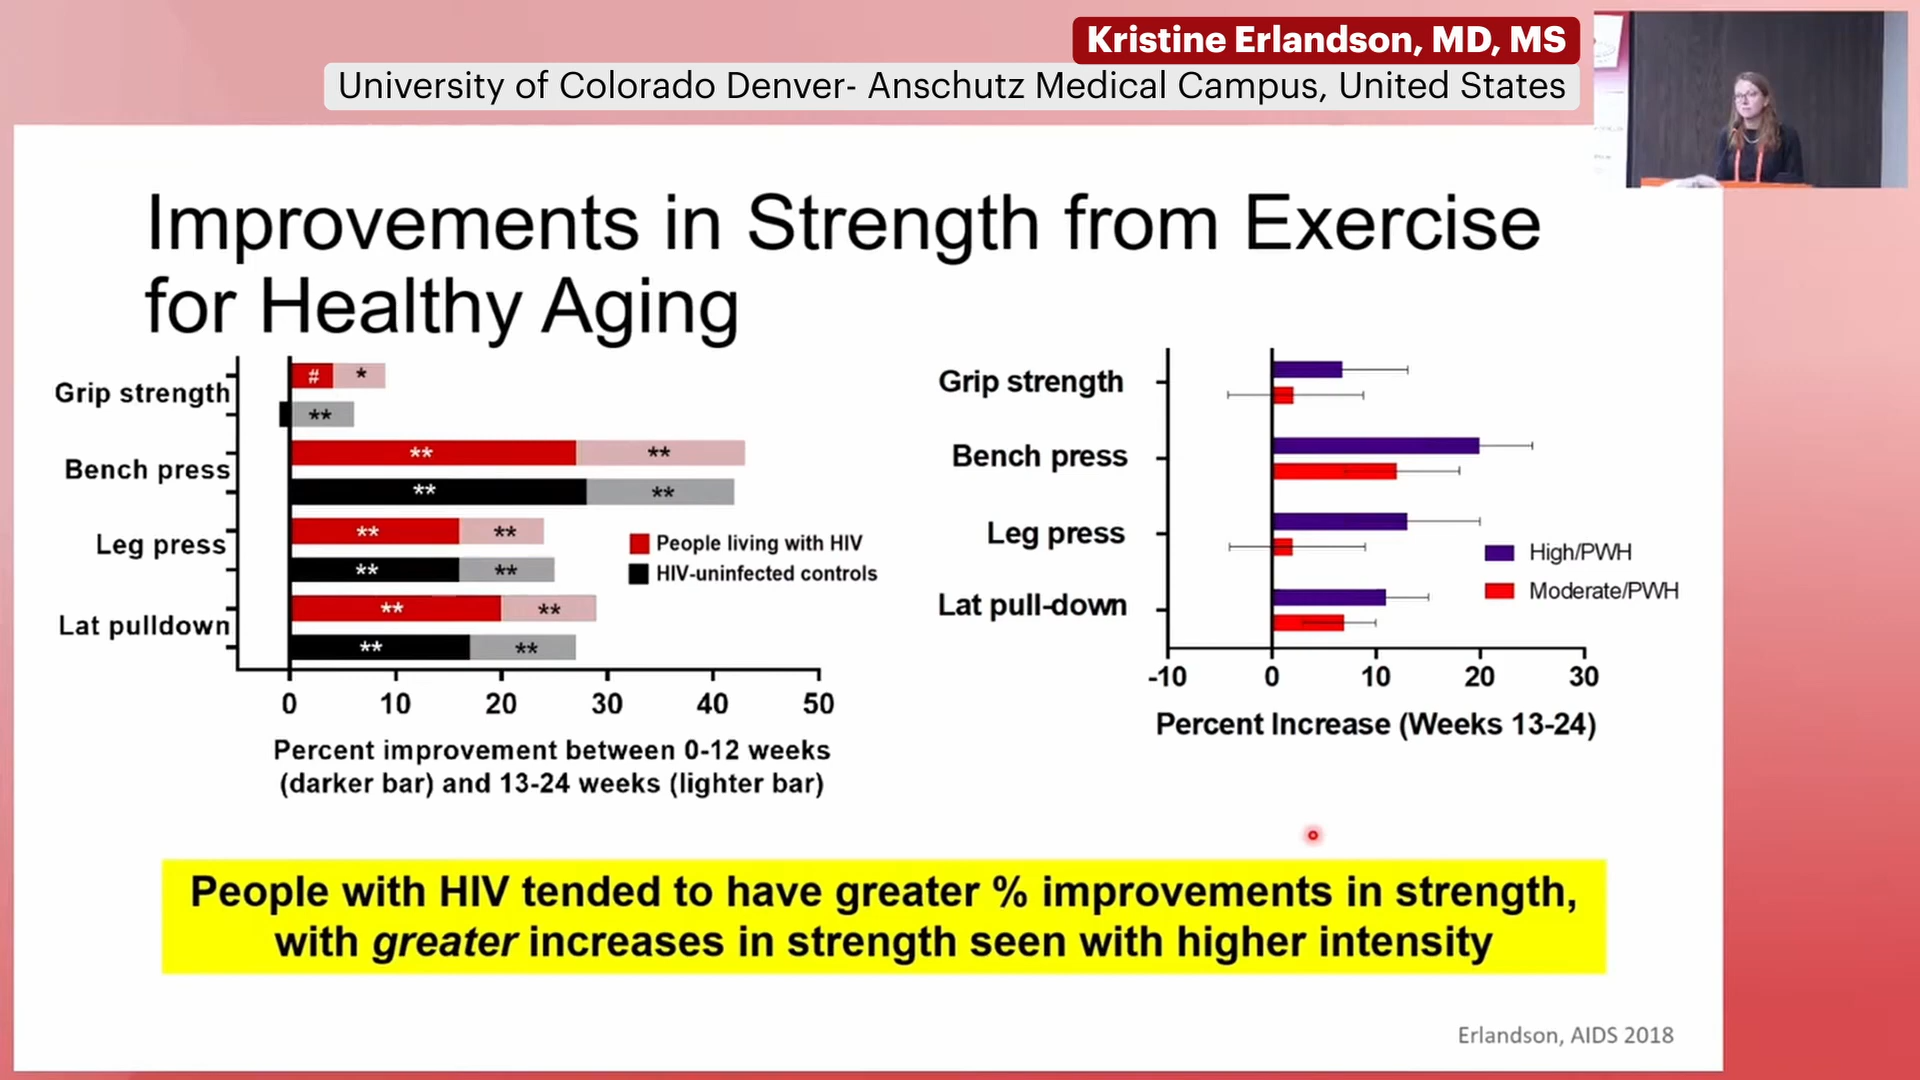 Kristine Erlandson, MD, MS
University of Colorado Denver- Anschutz Medical Campus, United States
Improvements in Strength from Exercise
for Healthy Aging
Grip strength
# *
**
Bench press
** **
** **
Leg press
** **
** **
Lat pulldown
** **
** **
People living with HIV
HIV-uninfected controls
0 10 20 30 40 50
Percent improvement between 0-12 weeks
(darker bar) and 13-24 weeks (lighter bar)
Grip strength
Bench press
Leg press
Lat pull-down
High/PWH
Moderate/PWH
-10 0 10 20 30
Percent Increase (Weeks 13-24)
People with HIV tended to have greater % improvements in strength,
with greater increases in strength seen with higher intensity
Erlandson, AIDS 2018